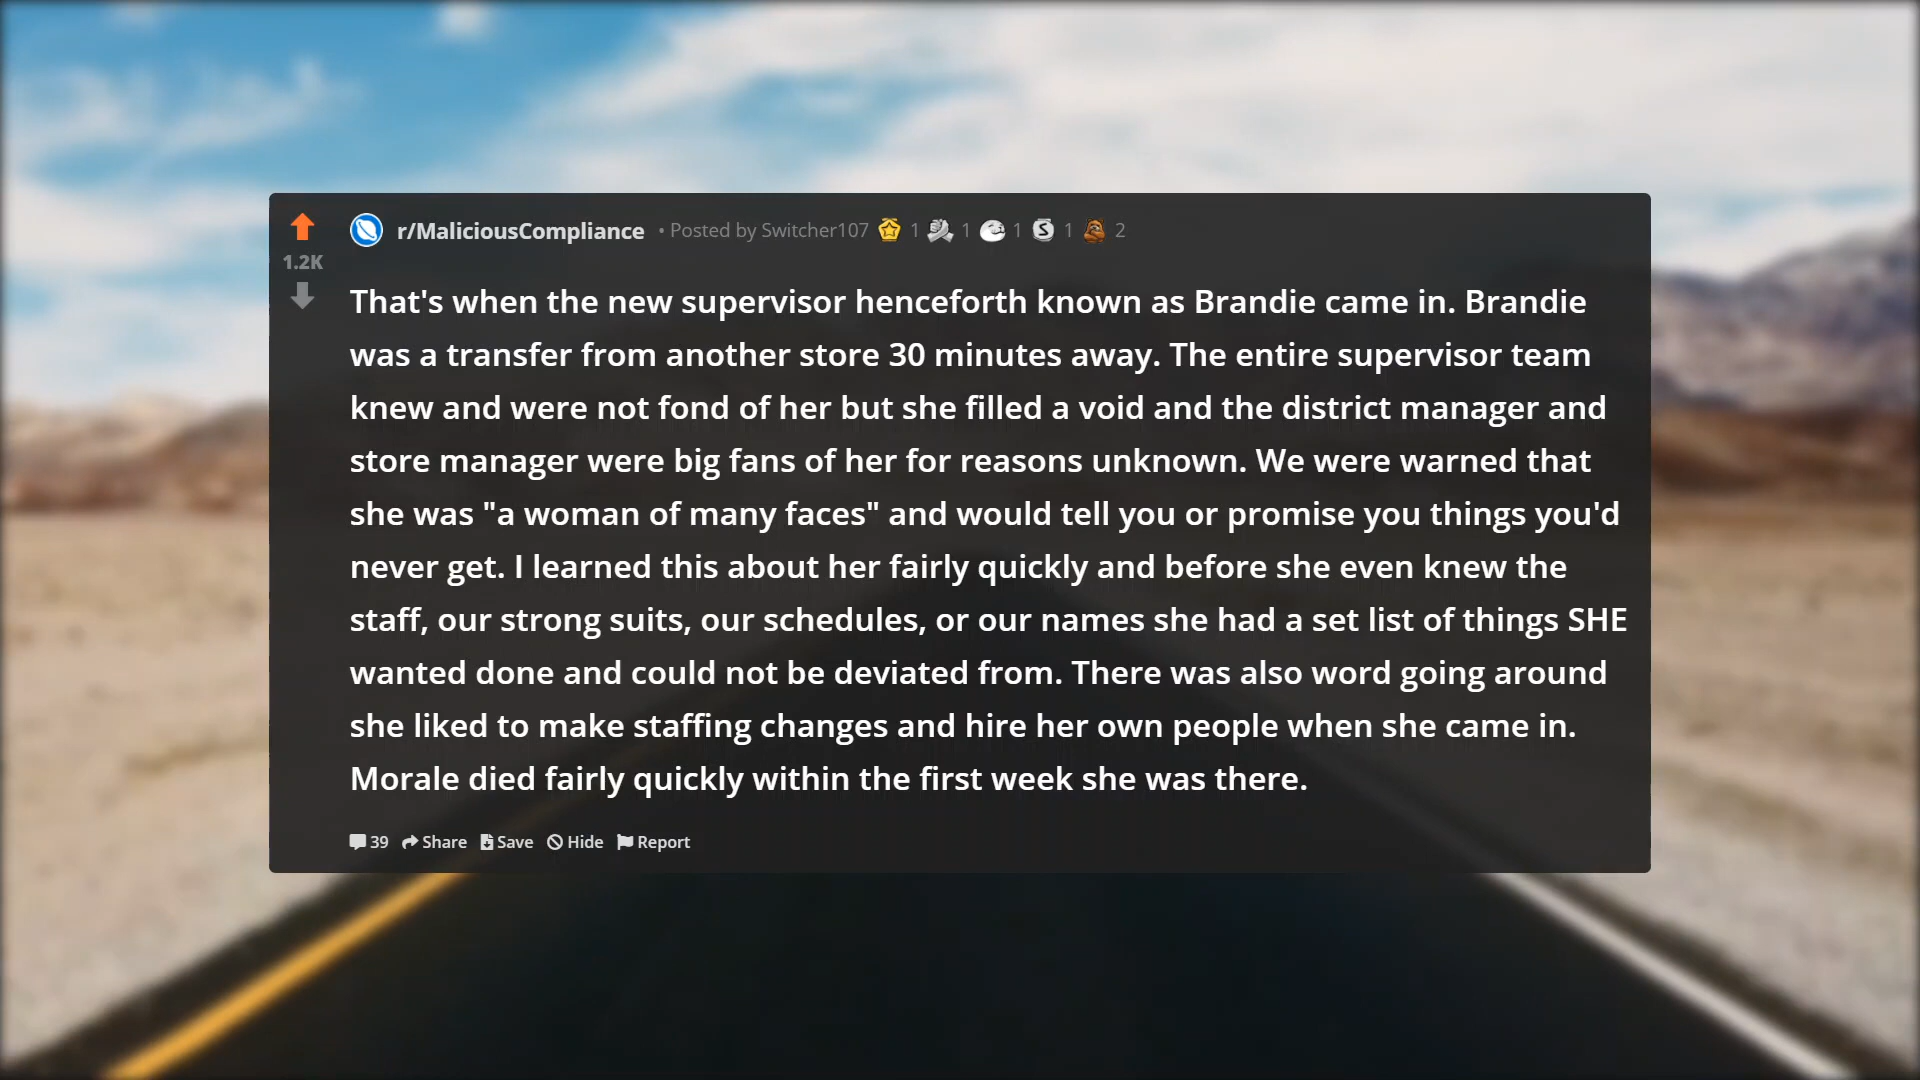 r/MaliciousCompliance • Posted by Switcher107 1 1 1 S 1 2
1.2K
That's when the new supervisor henceforth known as Brandie came in. Brandie
was a transfer from another store 30 minutes away. The entire supervisor team
knew and were not fond of her but she filled a void and the district manager and
store manager were big fans of her for reasons unknown. We were warned that
she was "a woman of many faces" and would tell you or promise you things you'd
never get. I learned this about her fairly quickly and before she even knew the
staff, our strong suits, our schedules, or our names she had a set list of things SHE
wanted done and could not be deviated from. There was also word going around
she liked to make staffing changes and hire her own people when she came in.
Morale died fairly quickly within the first week she was there.
39 Share Save Hide Report